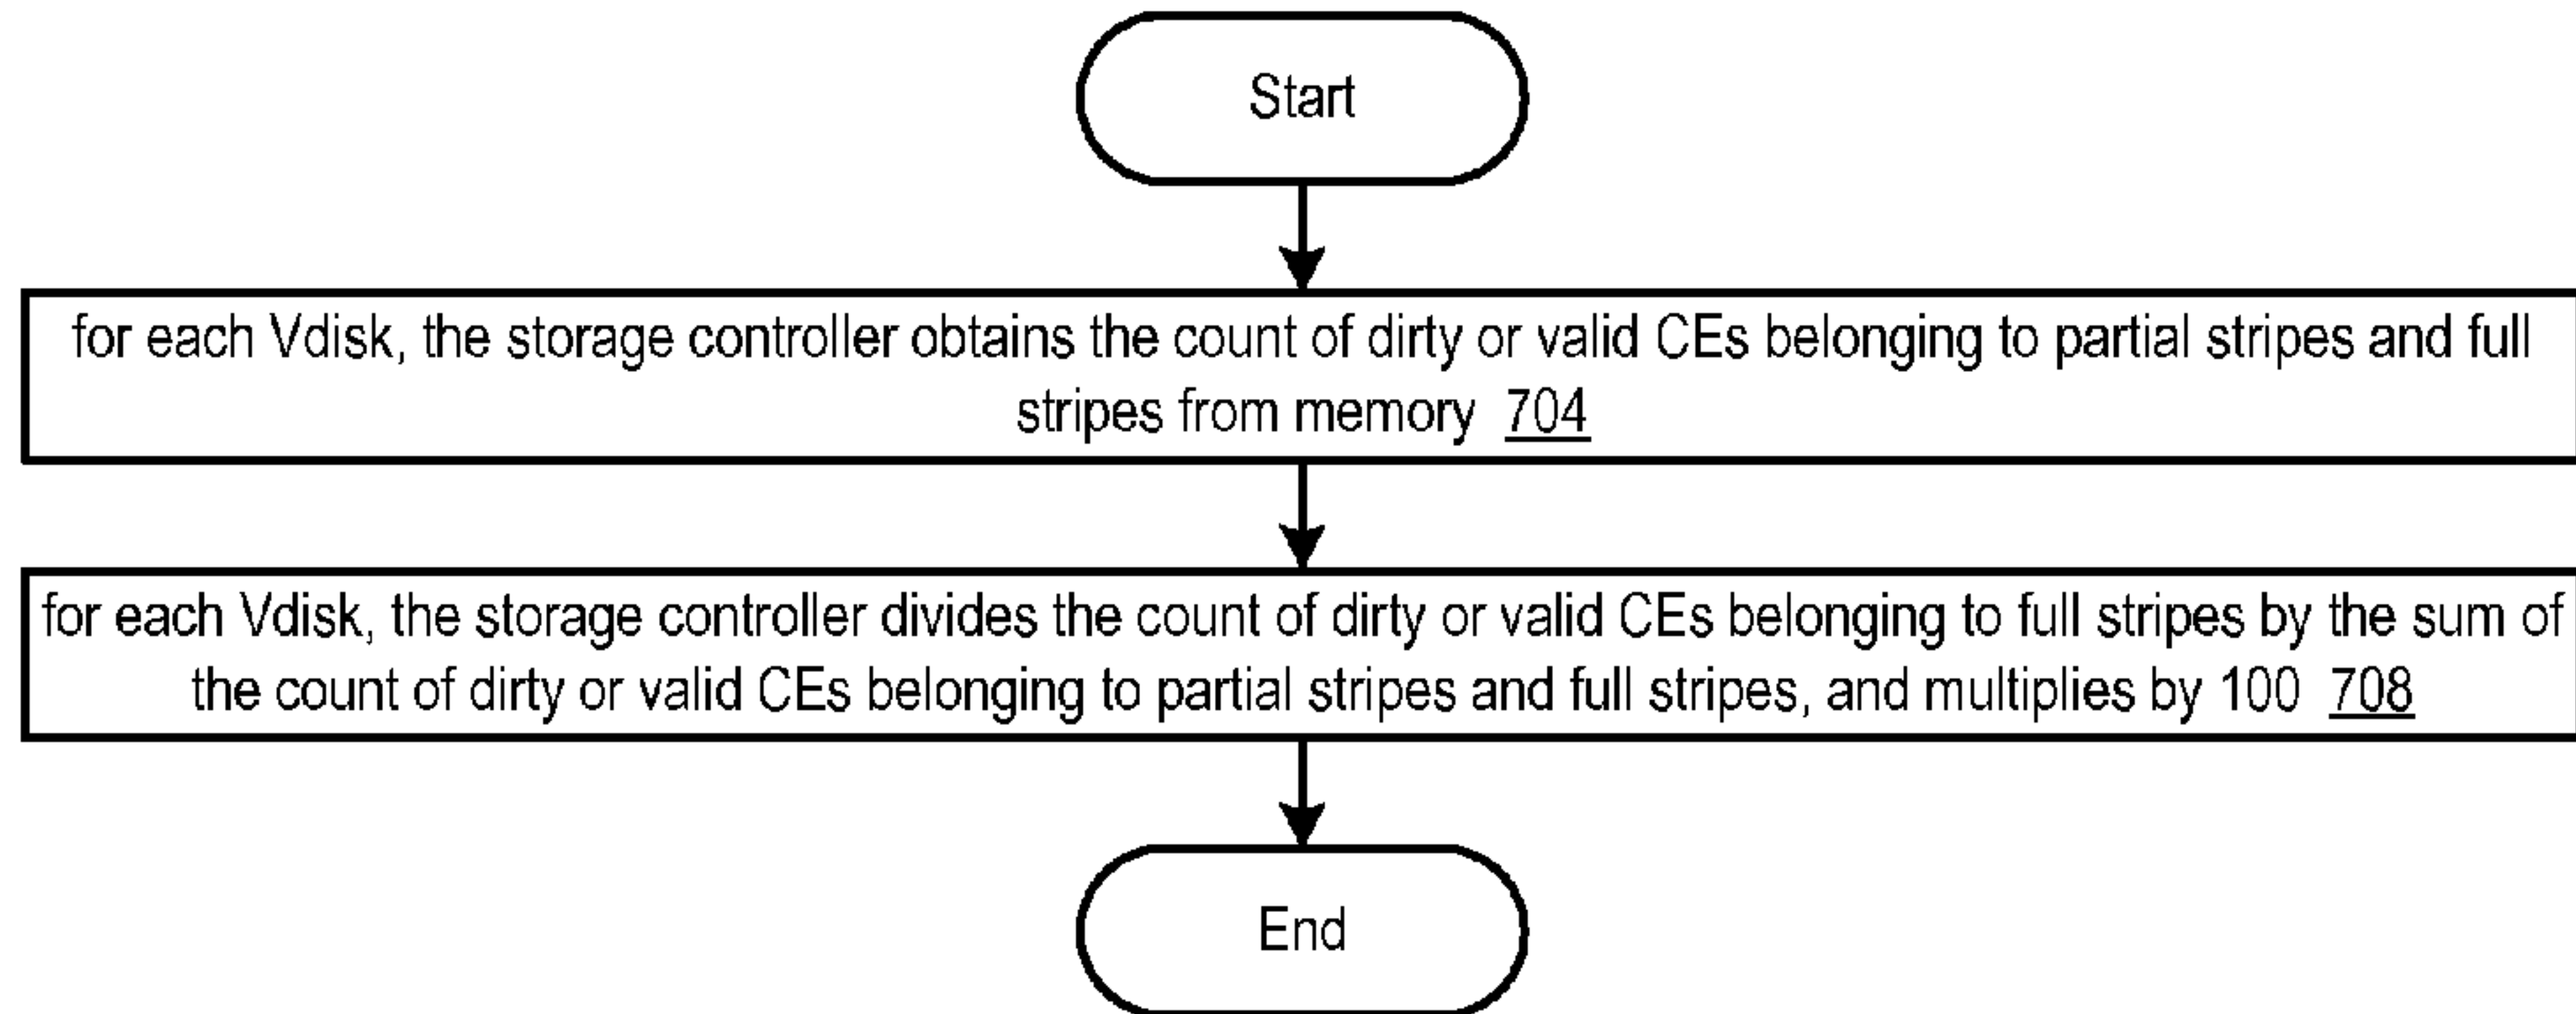 Start
for each Vdisk, the storage controller obtains the count of dirty or valid CEs belonging to partial stripes and full
stripes from memory 704
for each Vdisk, the storage controller divides the count of dirty or valid CEs belonging to full stripes by the sum of
the count of dirty or valid CEs belonging to partial stripes and full stripes, and multiplies by 100 708
End